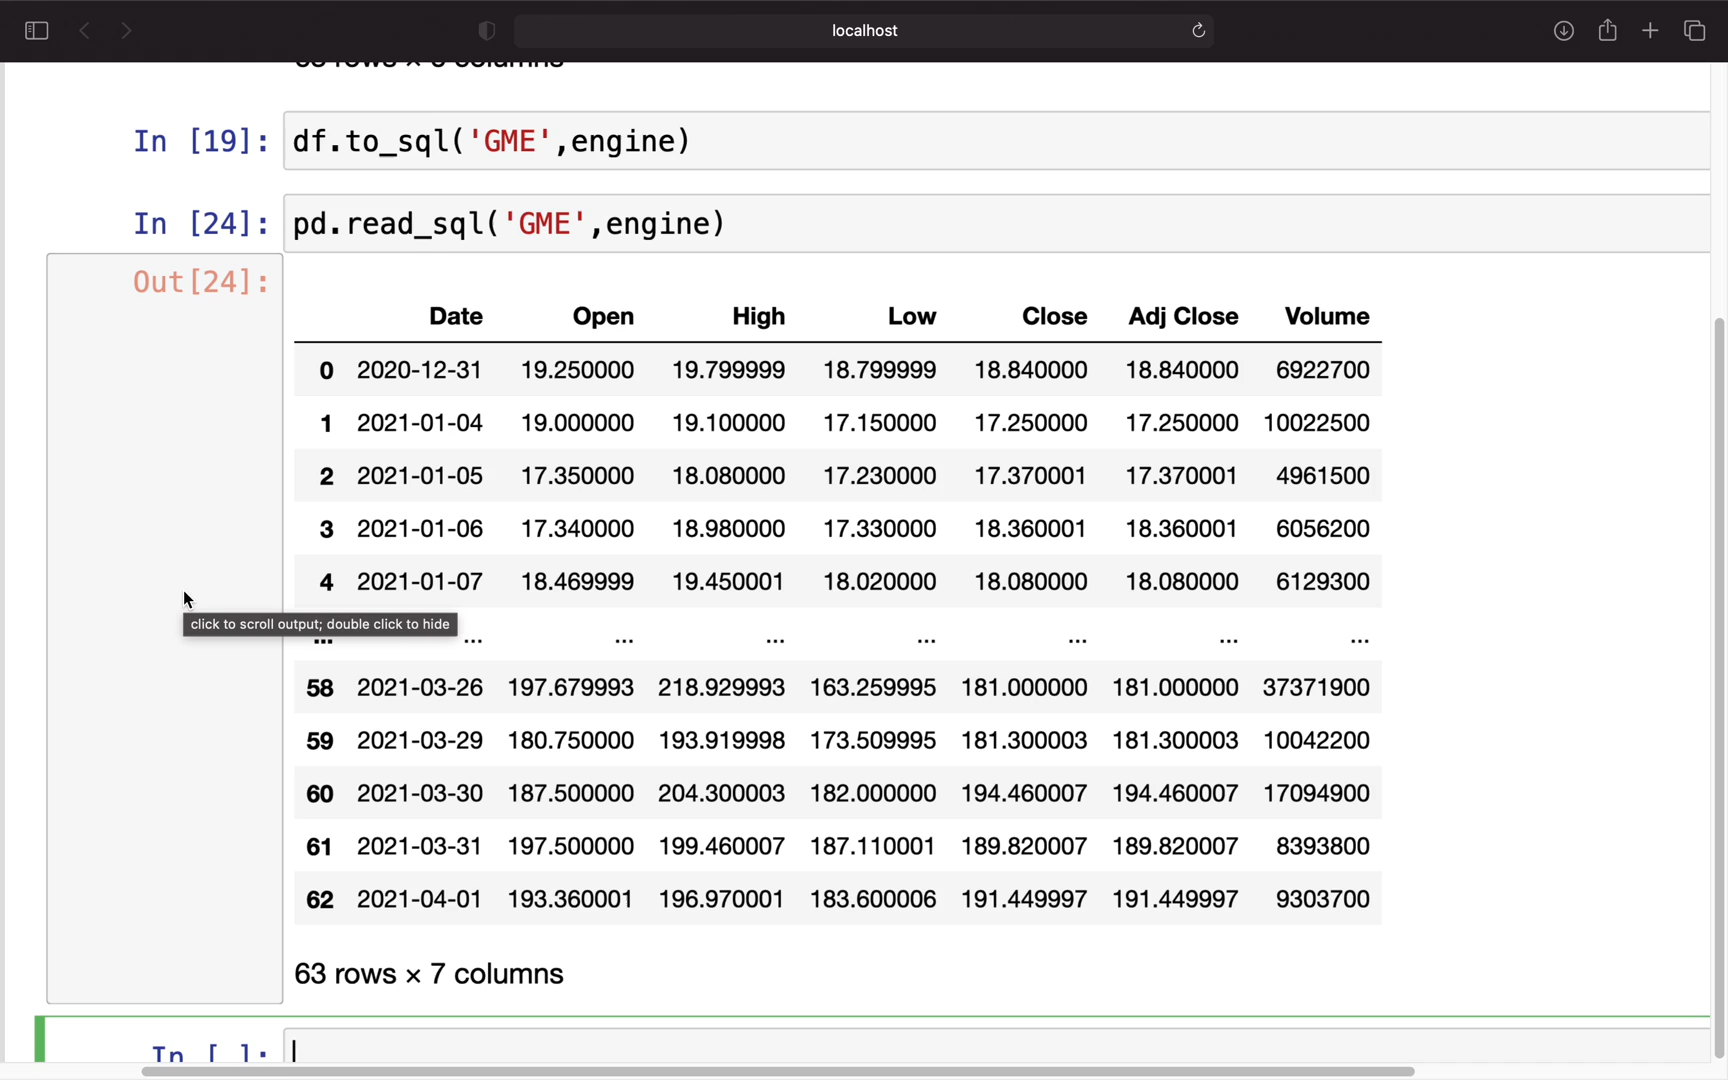 localhost
63 rows × 6 columns
In [19]: df.to_sql('GME',engine)
In [24]: pd.read_sql('GME',engine)
Out[24]:
Date Open High Low Close Adj Close Volume
0 2020-12-31 19.250000 19.799999 18.799999 18.840000 18.840000 6922700
1 2021-01-04 19.000000 19.100000 17.150000 17.250000 17.250000 10022500
2 2021-01-05 17.350000 18.080000 17.230000 17.370001 17.370001 4961500
3 2021-01-06 17.340000 18.980000 17.330000 18.360001 18.360001 6056200
4 2021-01-07 18.469999 19.450001 18.020000 18.080000 18.080000 6129300
click to scroll output; double click to hide
... ... ... ... ... ... ... ...
58 2021-03-26 197.679993 218.929993 163.259995 181.000000 181.000000 37371900
59 2021-03-29 180.750000 193.919998 173.509995 181.300003 181.300003 10042200
60 2021-03-30 187.500000 204.300003 182.000000 194.460007 194.460007 17094900
61 2021-03-31 197.500000 199.460007 187.110001 189.820007 189.820007 8393800
62 2021-04-01 193.360001 196.970001 183.600006 191.449997 191.449997 9303700
63 rows × 7 columns
In [ ]: